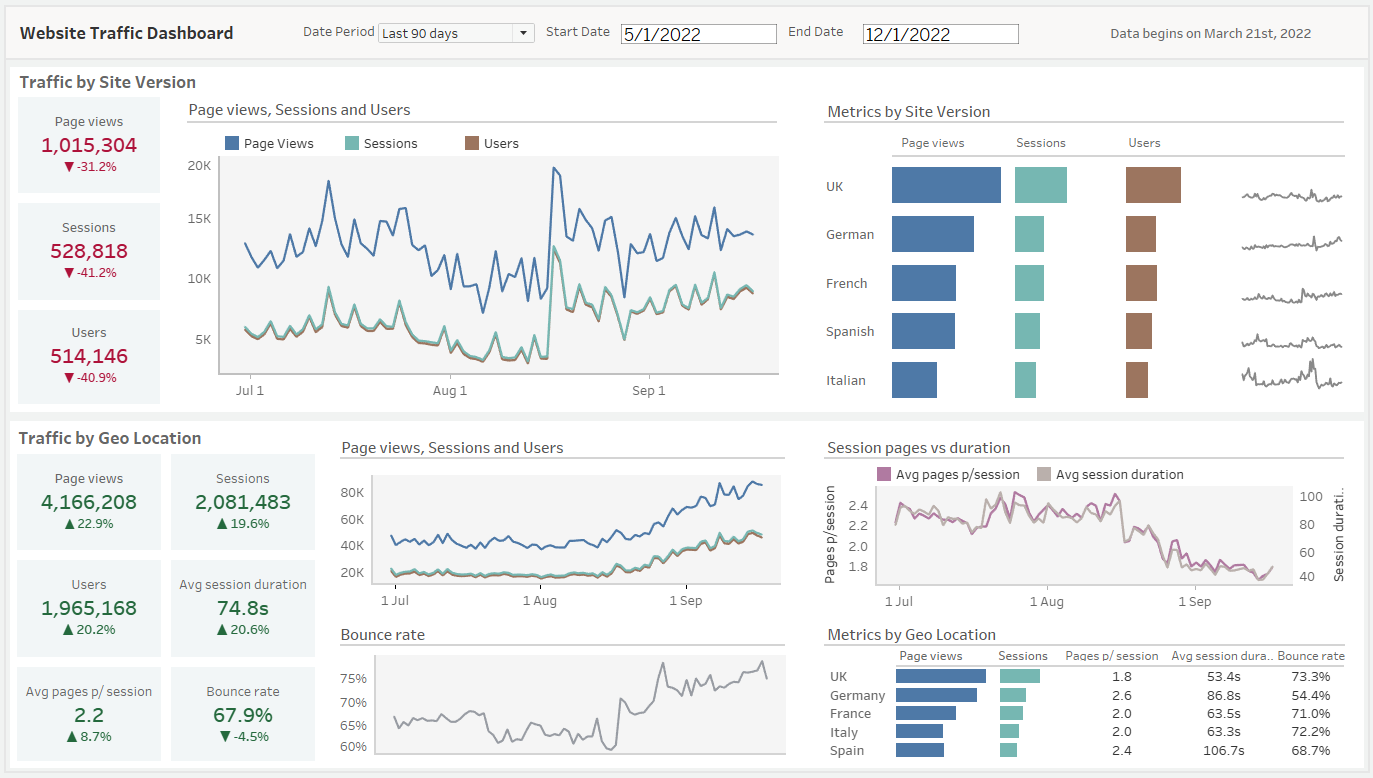 Website Traffic Dashboard
Date Period Last 90 days Start Date 5/1/2022 End Date 12/1/2022 Data begins on March 21st, 2022
Traffic by Site Version
Page views
1,015,304
▼ -31.2%
Sessions
528,818
▼ -41.2%
Users
514,146
▼ -40.9%
Page views, Sessions and Users
Page Views Sessions Users
20K
15K
10K
5K
Jul 1 Aug 1 Sep 1
Metrics by Site Version
Page views Sessions Users
UK
German
French
Spanish
Italian
Traffic by Geo Location
Page views
4,166,208
▲ 22.9%
Sessions
2,081,483
▲ 19.6%
Users
1,965,168
▲ 20.2%
Avg session duration
74.8s
▲ 20.6%
Avg pages p/ session
2.2
▲ 8.7%
Bounce rate
67.9%
▼ -4.5%
Page views, Sessions and Users
80K
60K
40K
20K
1 Jul 1 Aug 1 Sep
Bounce rate
75%
70%
65%
60%
Session pages vs duration
Avg pages p/session Avg session duration
Pages p/session
2.4
2.2
2.0
1.8
100
80
60
40
Session durati..
1 Jul 1 Aug 1 Sep
Metrics by Geo Location
Page views Sessions Pages p/ session Avg session dura.. Bounce rate
UK 1.8 53.4s 73.3%
Germany 2.6 86.8s 54.4%
France 2.0 63.5s 71.0%
Italy 2.0 63.3s 72.2%
Spain 2.4 106.7s 68.7%